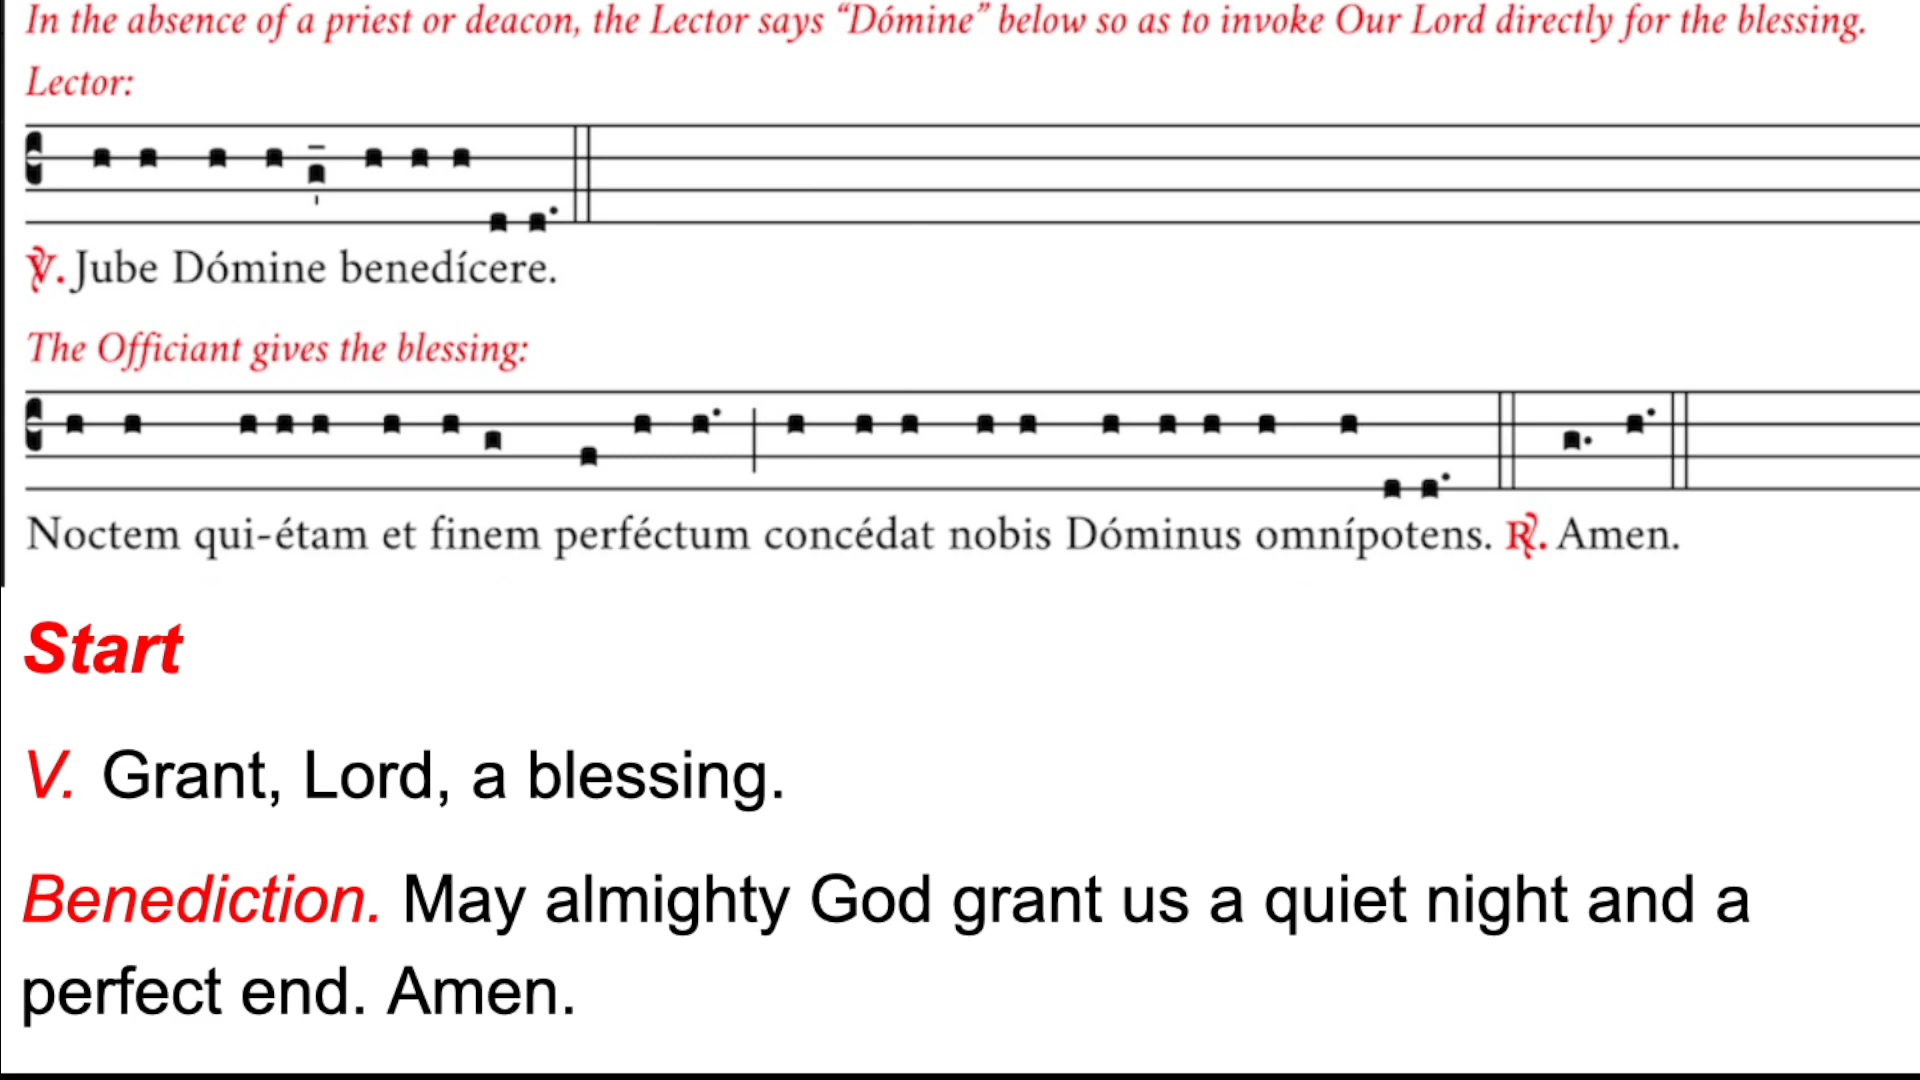 In the absence of a priest or deacon, the Lector says “Dómine” below so as to invoke Our Lord directly for the blessing.
Lector:
℣. Jube Dómine benedícere.
The Officiant gives the blessing:
Noctem qui-étam et finem perféctum concédat nobis Dóminus omnípotens. ℟. Amen.
Start
V. Grant, Lord, a blessing.
Benediction. May almighty God grant us a quiet night and a
perfect end. Amen.